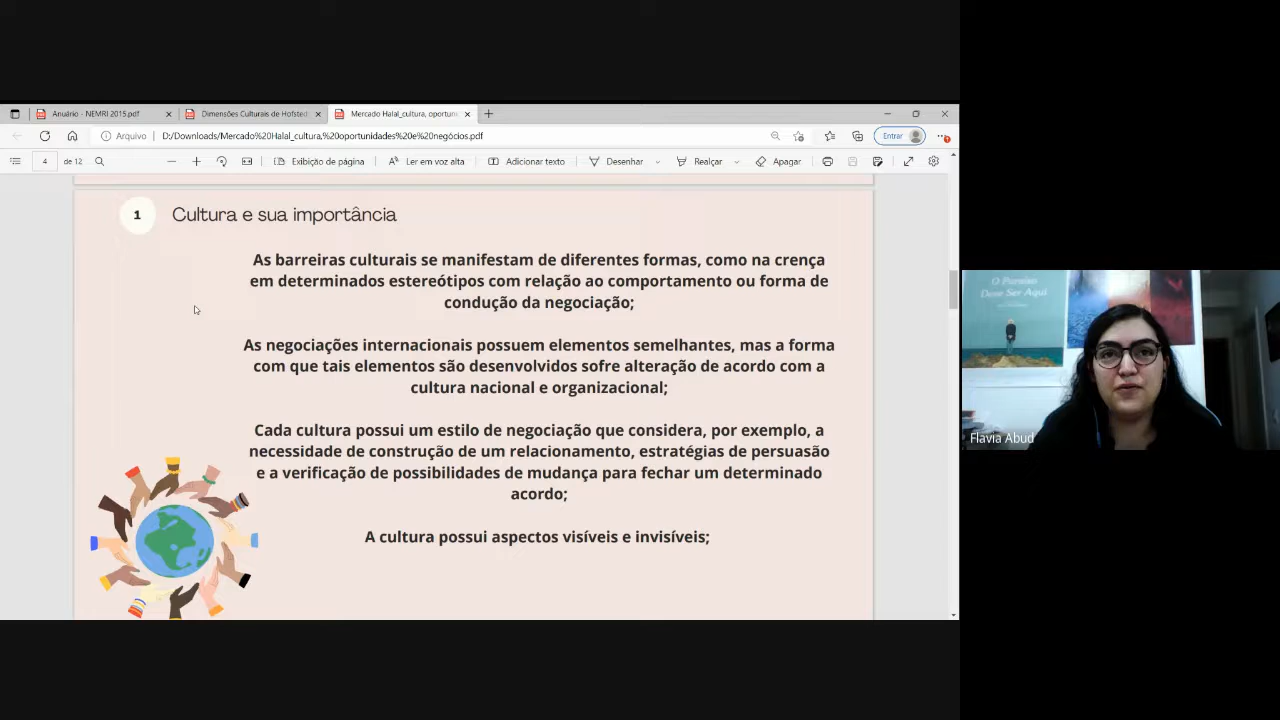 Anuário - NEMRI 2015.pdf
Dimensões Culturais de Hofsted
Mercado Halal_cultura, oportun
Arquivo
D:/Downloads/Mercado%20Halal_cultura,%20oportunidades%20e%20negócios.pdf
Entrar
4
de 12
Exibição de página
Ler em voz alta
Adicionar texto
Desenhar
Realçar
Apagar
1
Cultura e sua importância
As barreiras culturais se manifestam de diferentes formas, como na crença
em determinados estereótipos com relação ao comportamento ou forma de
condução da negociação;
As negociações internacionais possuem elementos semelhantes, mas a forma
com que tais elementos são desenvolvidos sofre alteração de acordo com a
cultura nacional e organizacional;
Cada cultura possui um estilo de negociação que considera, por exemplo, a
necessidade de construção de um relacionamento, estratégias de persuasão
e a verificação de possibilidades de mudança para fechar um determinado
acordo;
A cultura possui aspectos visíveis e invisíveis;
O Paraíso
Deve Ser Aqui
Flavia Abud